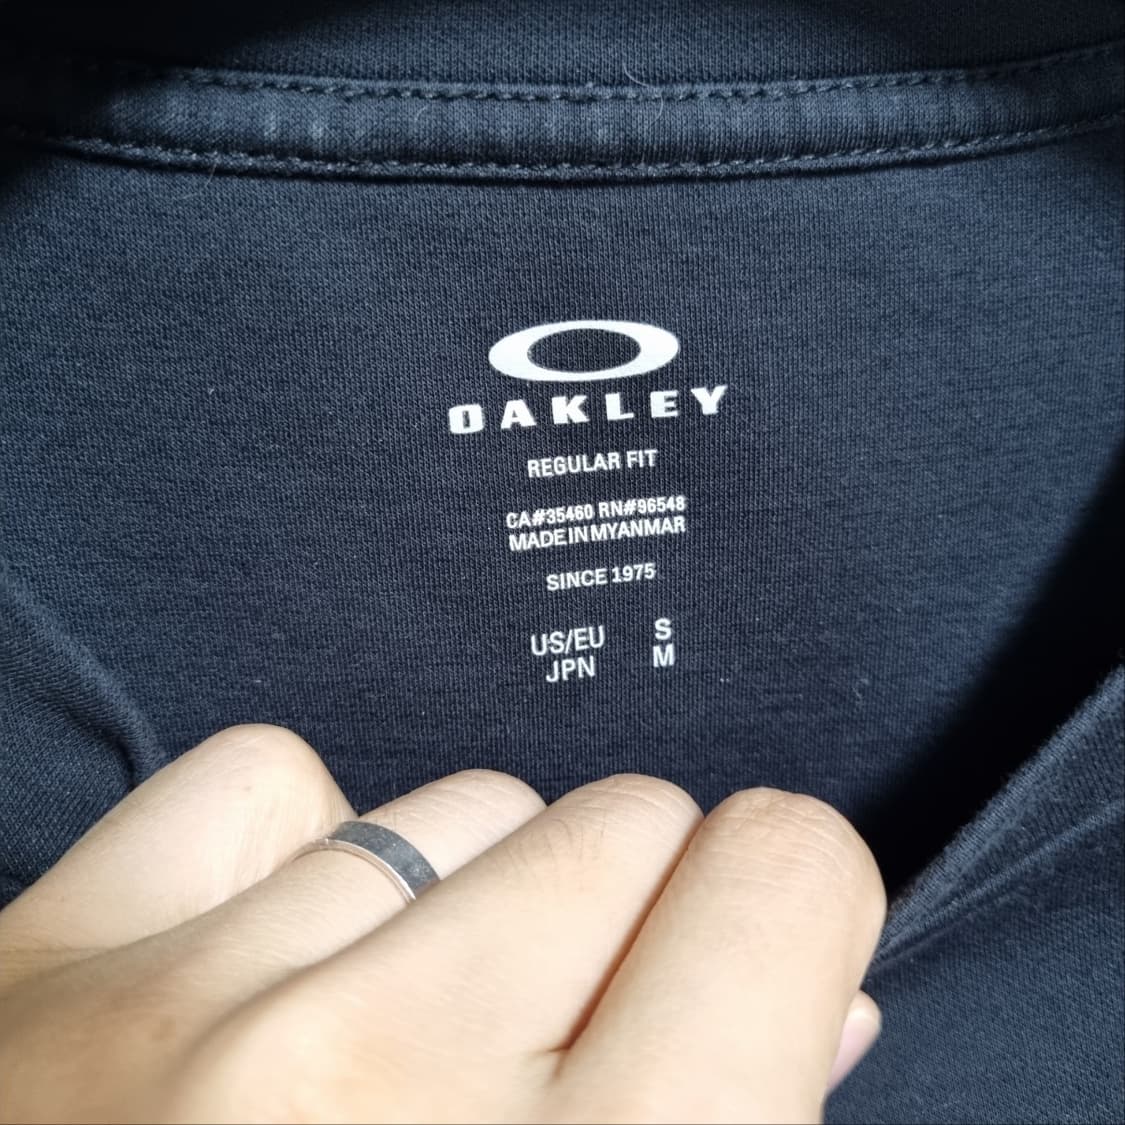 OAKLEY
REGULAR FIT
CA#35460 RN#96548
MADE IN MYANMAR
SINCE 1975
US/EU S
JPN M